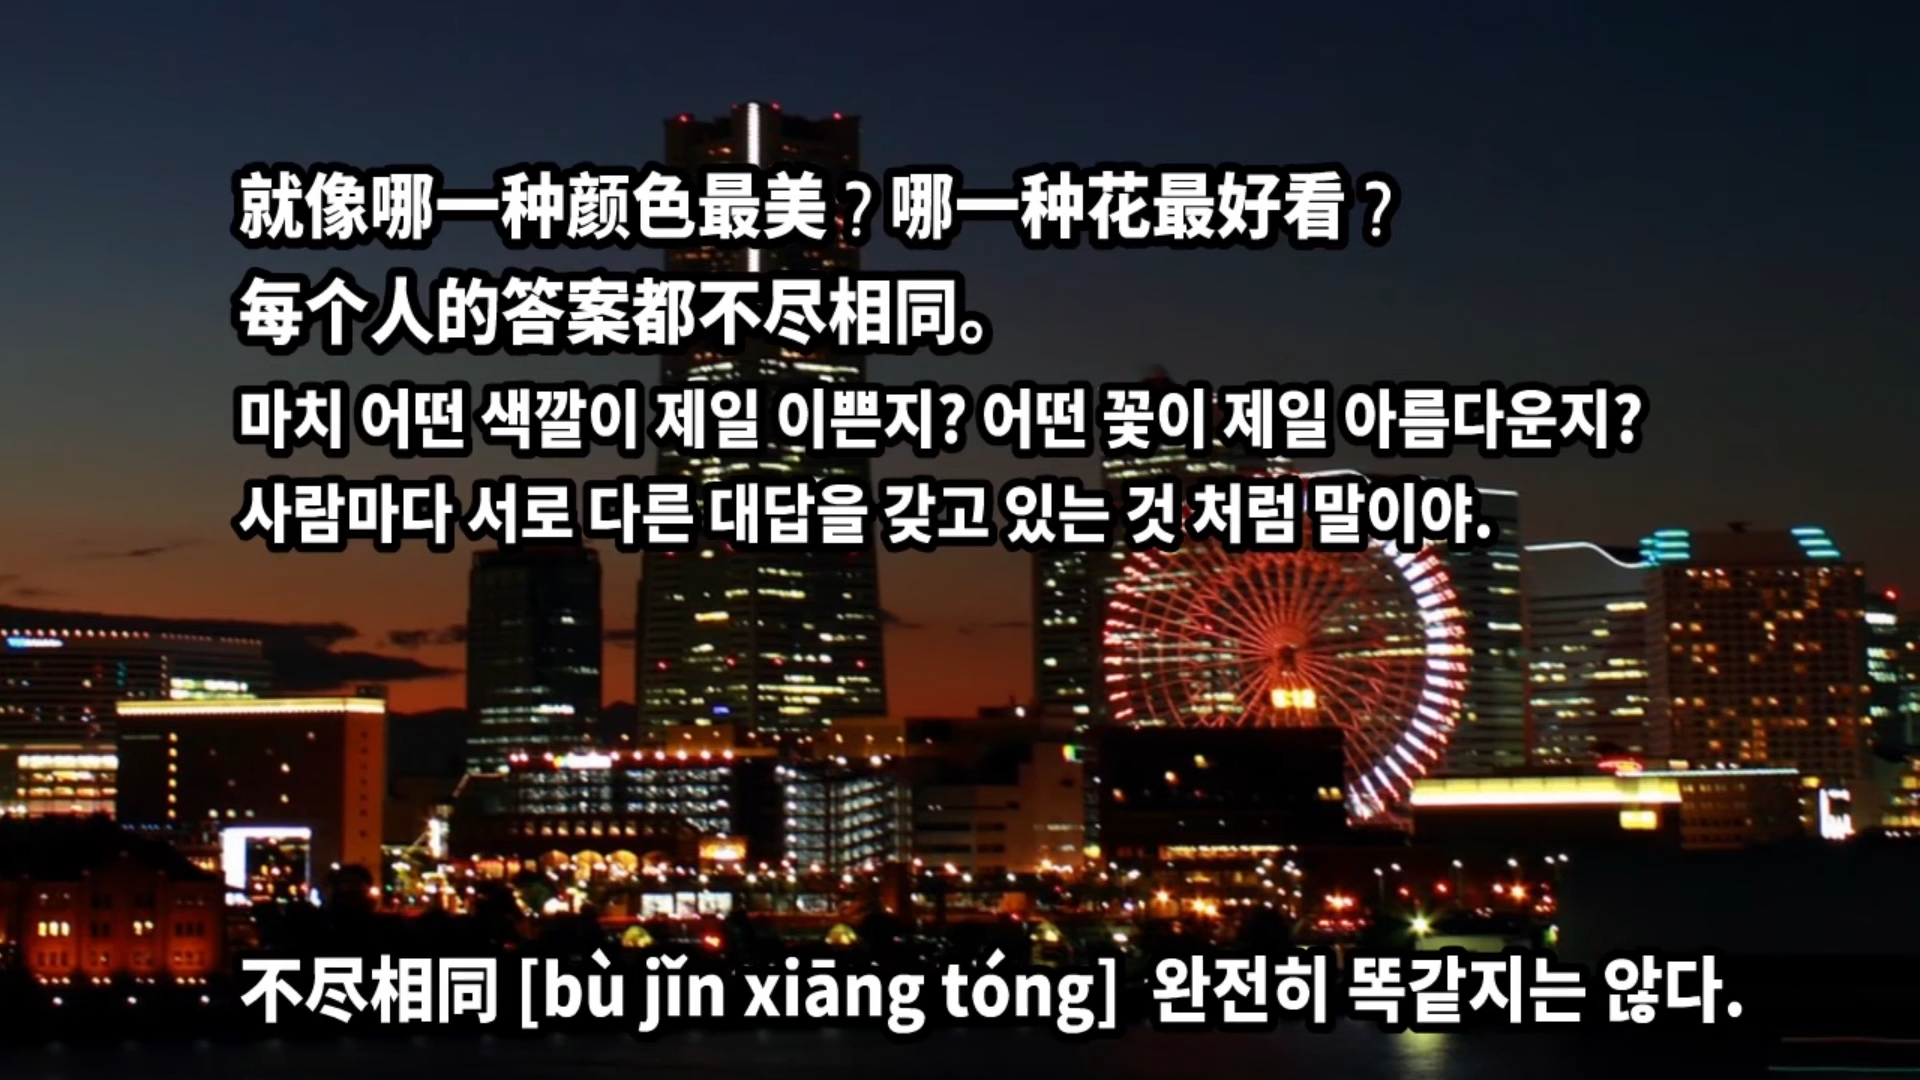 就像哪一种颜色最美？哪一种花最好看？
每个人的答案都不尽相同。
마치 어떤 색깔이 제일 이쁜지? 어떤 꽃이 제일 아름다운지?
사람마다 서로 다른 대답을 갖고 있는 것 처럼 말이야.
不尽相同 [bù jǐn xiāng tóng] 완전히 똑같지는 않다.